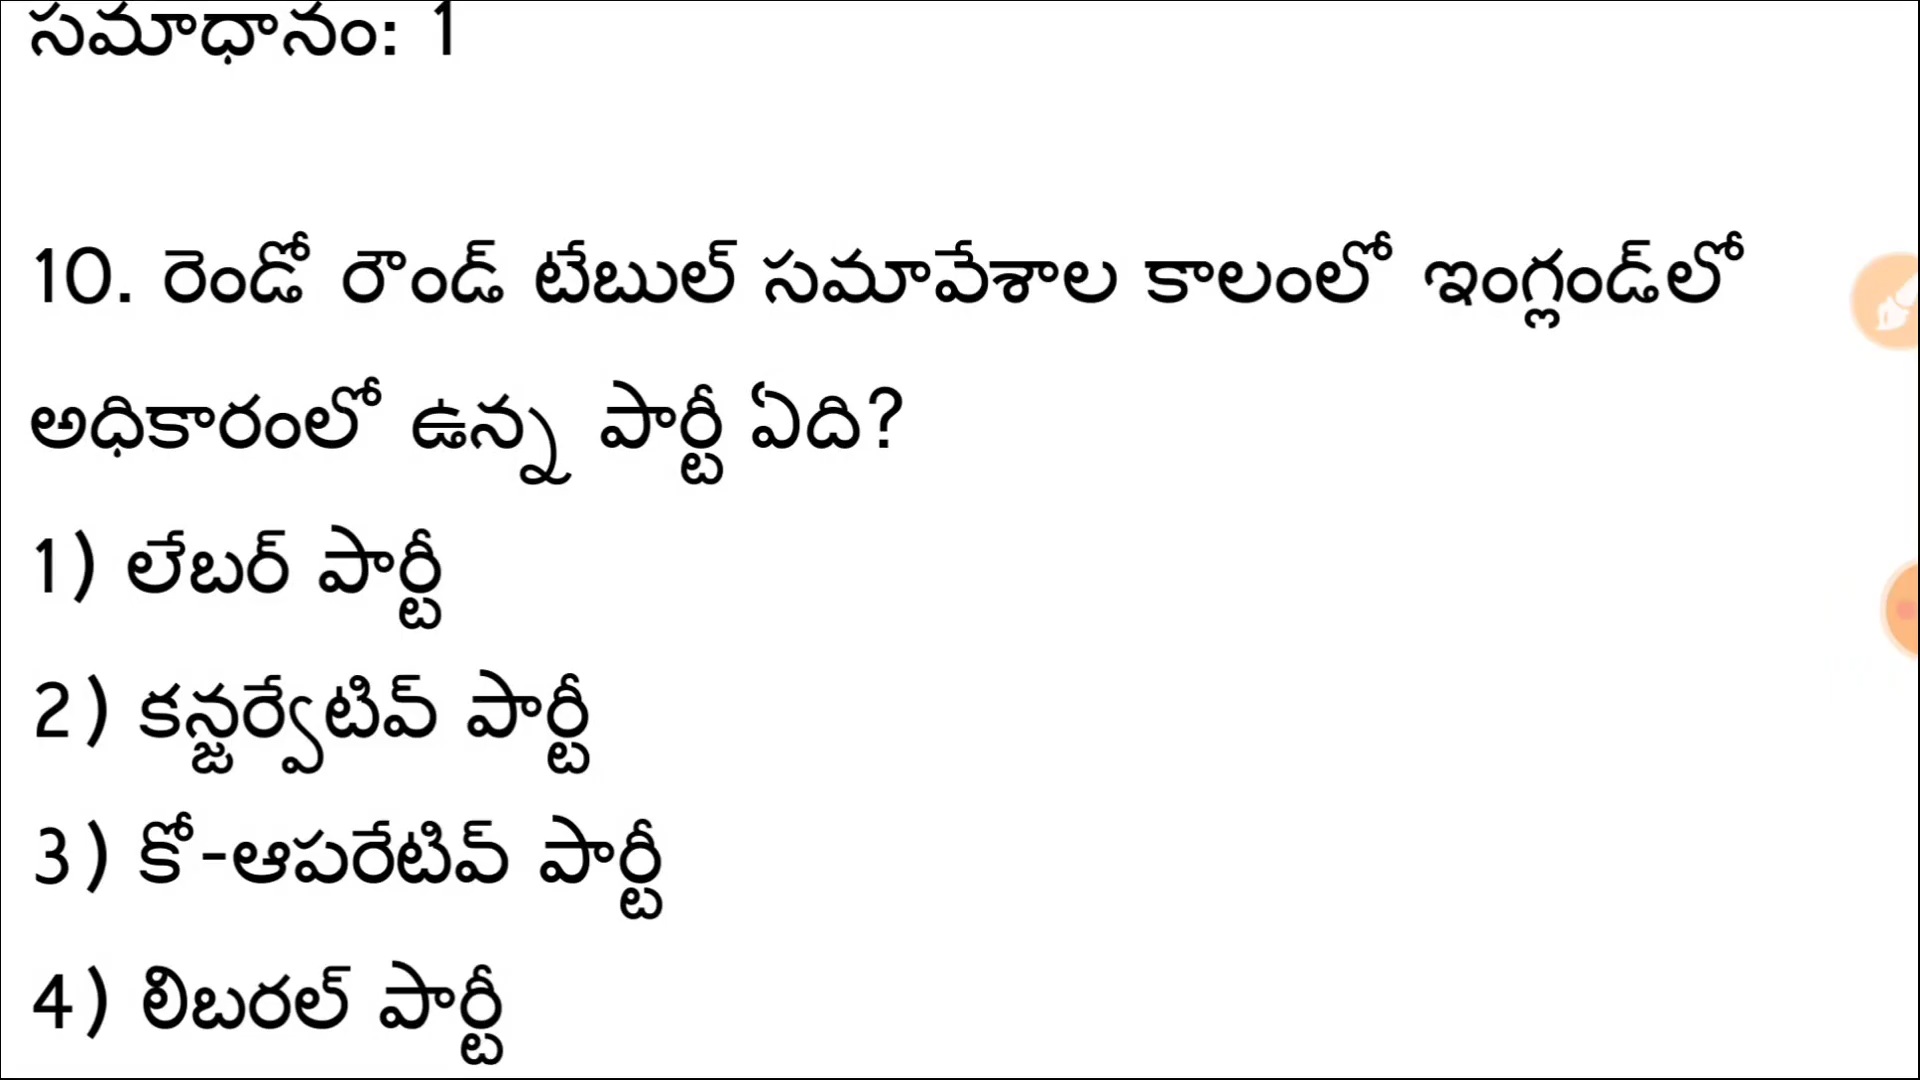 సమాధానం: 1
10. రెండో రౌండ్ టేబుల్ సమావేశాల కాలంలో ఇంగ్లండ్‌లో
అధికారంలో ఉన్న పార్టీ ఏది?
1) లేబర్ పార్టీ
2) కన్జర్వేటివ్ పార్టీ
3) కో-ఆపరేటివ్ పార్టీ
4) లిబరల్ పార్టీ